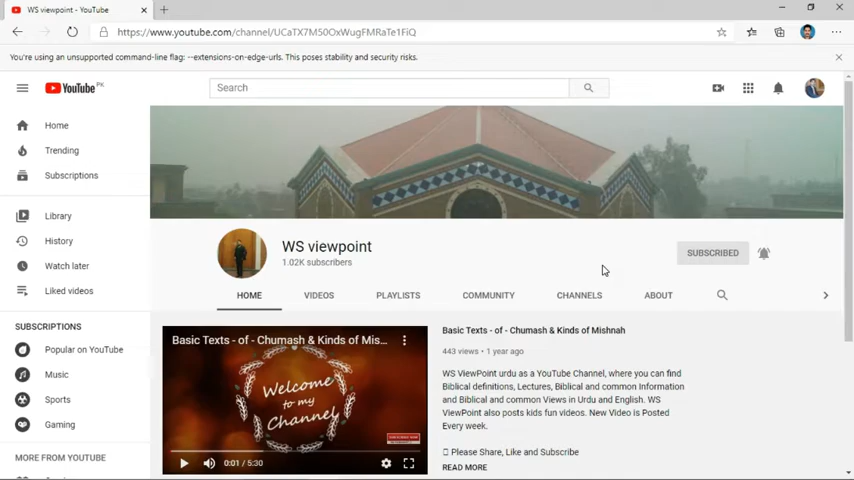 WS viewpoint - YouTube
https://www.youtube.com/channel/UCaTX7M50OxWugFMRaTe1FiQ
You're using an unsupported command-line flag: --extensions-on-edge-urls. This poses stability and security risks.
YouTube PK
Search
Home
Trending
Subscriptions
Library
History
Watch later
Liked videos
SUBSCRIPTIONS
Popular on YouTube
Music
Sports
Gaming
MORE FROM YOUTUBE
WS viewpoint
1.02K subscribers
SUBSCRIBED
HOME VIDEOS PLAYLISTS COMMUNITY CHANNELS ABOUT
Basic Texts - of - Chumash & Kinds of Mis...
Welcome
to my
Channel
0:01 / 5:30
Basic Texts - of - Chumash & Kinds of Mishnah
443 views • 1 year ago
WS ViewPoint urdu as a YouTube Channel, where you can find
Biblical definitions, Lectures, Biblical and common Information
and Biblical and common Views in Urdu and English. WS
ViewPoint also posts kids fun videos. New Video is Posted
Every week.
Please Share, Like and Subscribe
READ MORE